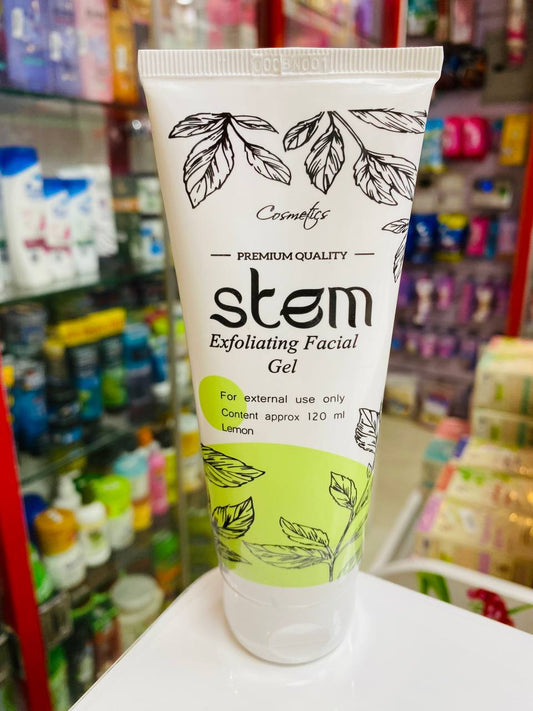 Cosmetics
PREMIUM QUALITY
stem
Exfoliating Facial
Gel
For external use only
Content approx 120 ml
Lemon